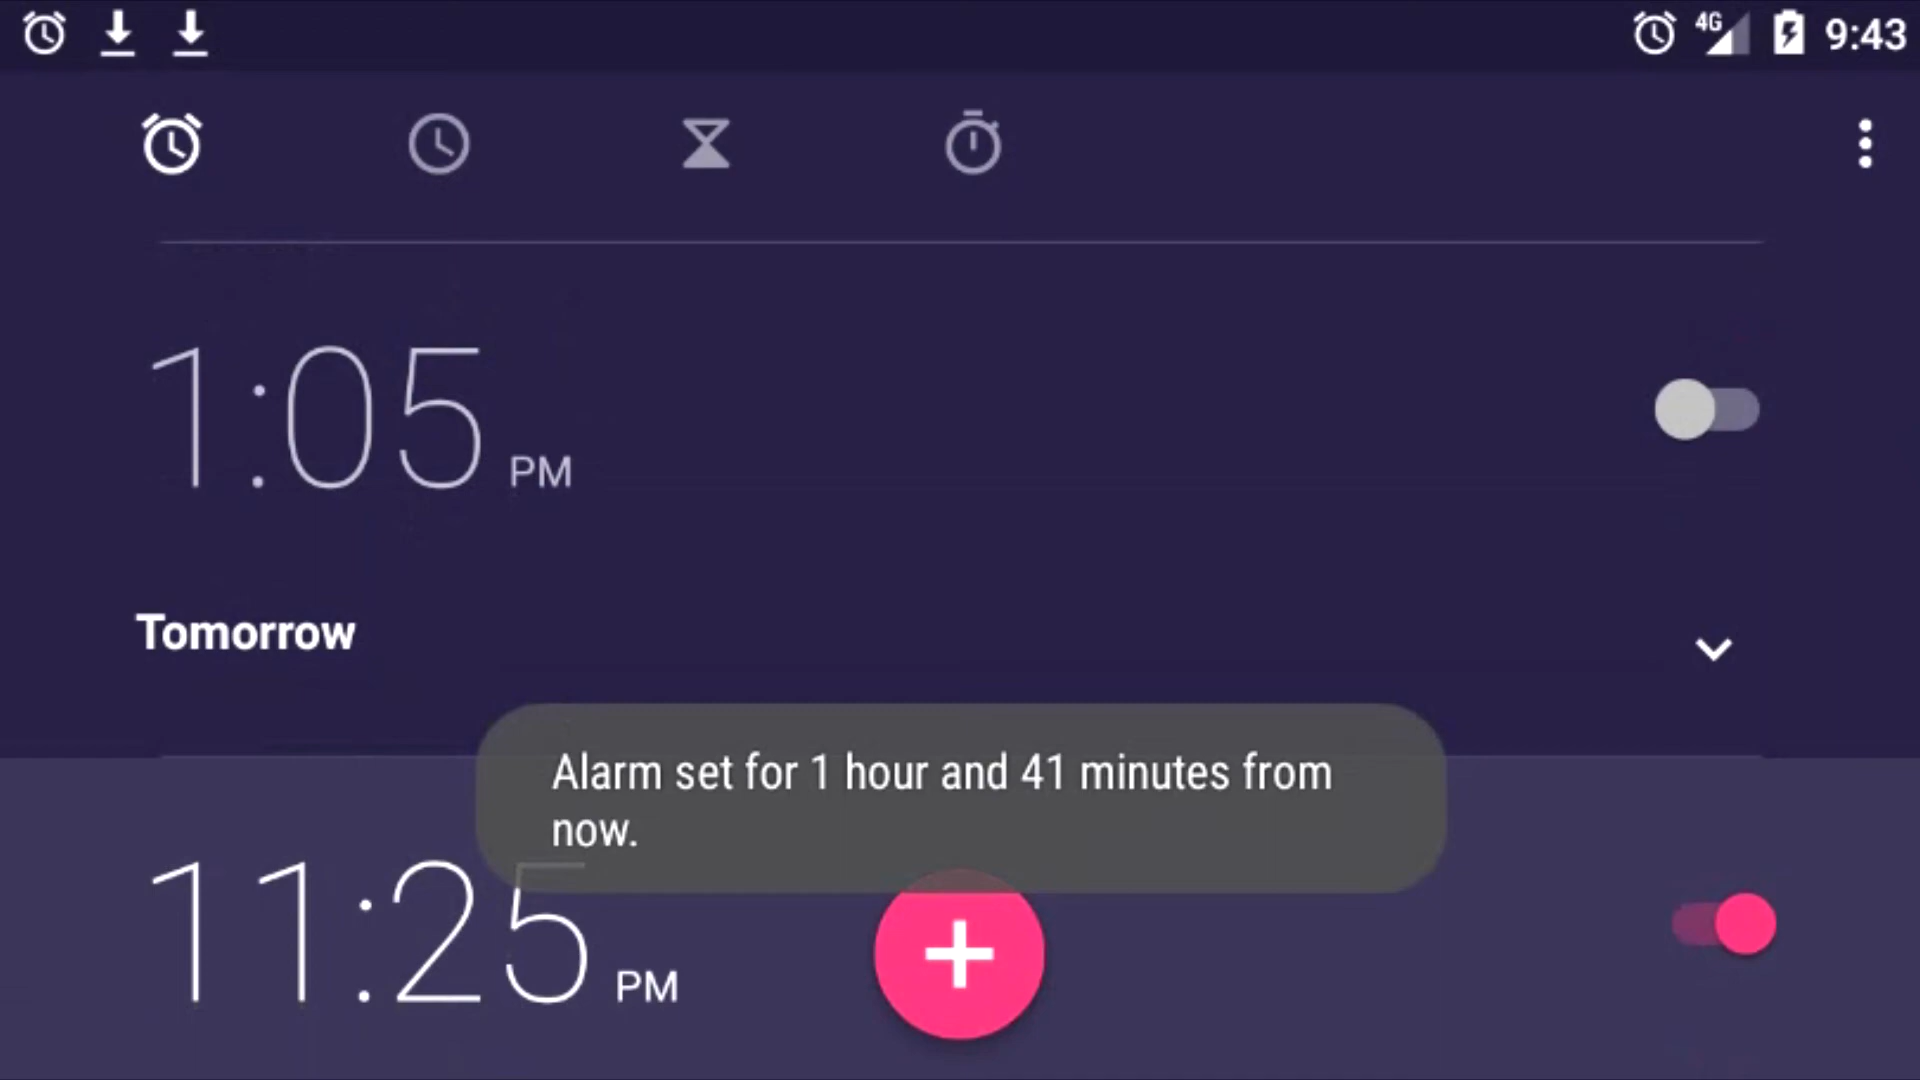 4G 9:43
1:05 PM
Tomorrow
Alarm set for 1 hour and 41 minutes from
now.
11:25 PM